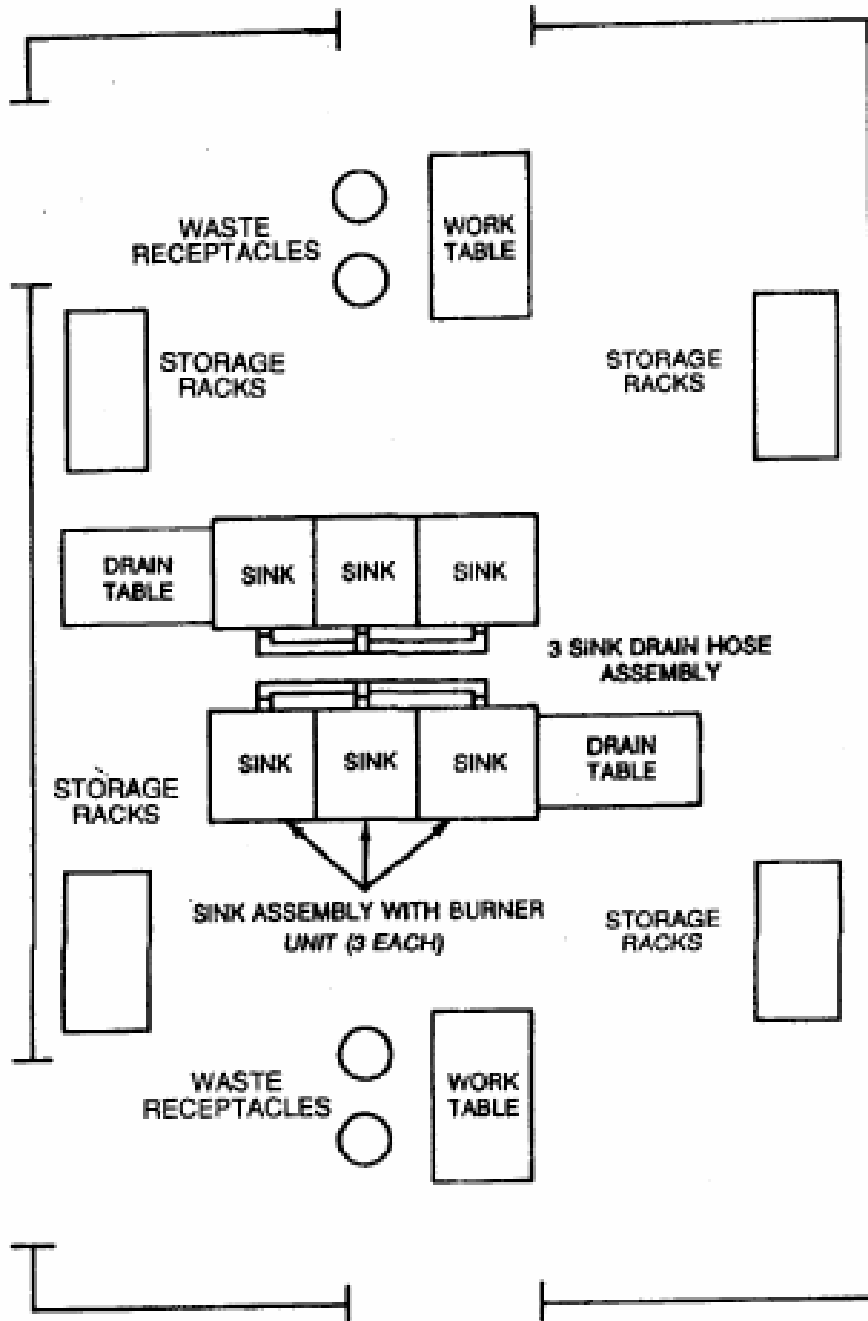 WASTE
RECEPTACLES
WORK
TABLE
STORAGE
RACKS
STORAGE
RACKS
DRAIN
TABLE
SINK
SINK
SINK
3 SINK DRAIN HOSE
ASSEMBLY
SINK
SINK
SINK
DRAIN
TABLE
STORAGE
RACKS
SINK ASSEMBLY WITH BURNER
UNIT (3 EACH)
STORAGE
RACKS
WASTE
RECEPTACLES
WORK
TABLE